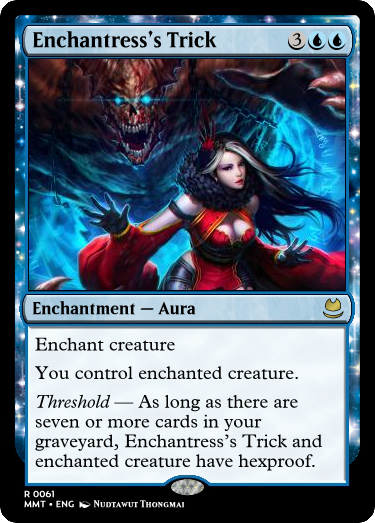 Enchantress's Trick 3
Enchantment — Aura
Enchant creature
You control enchanted creature.
Threshold — As long as there are
seven or more cards in your
graveyard, Enchantress's Trick and
enchanted creature have hexproof.
R 0061
MMT • ENG Nudtawut Thongmai